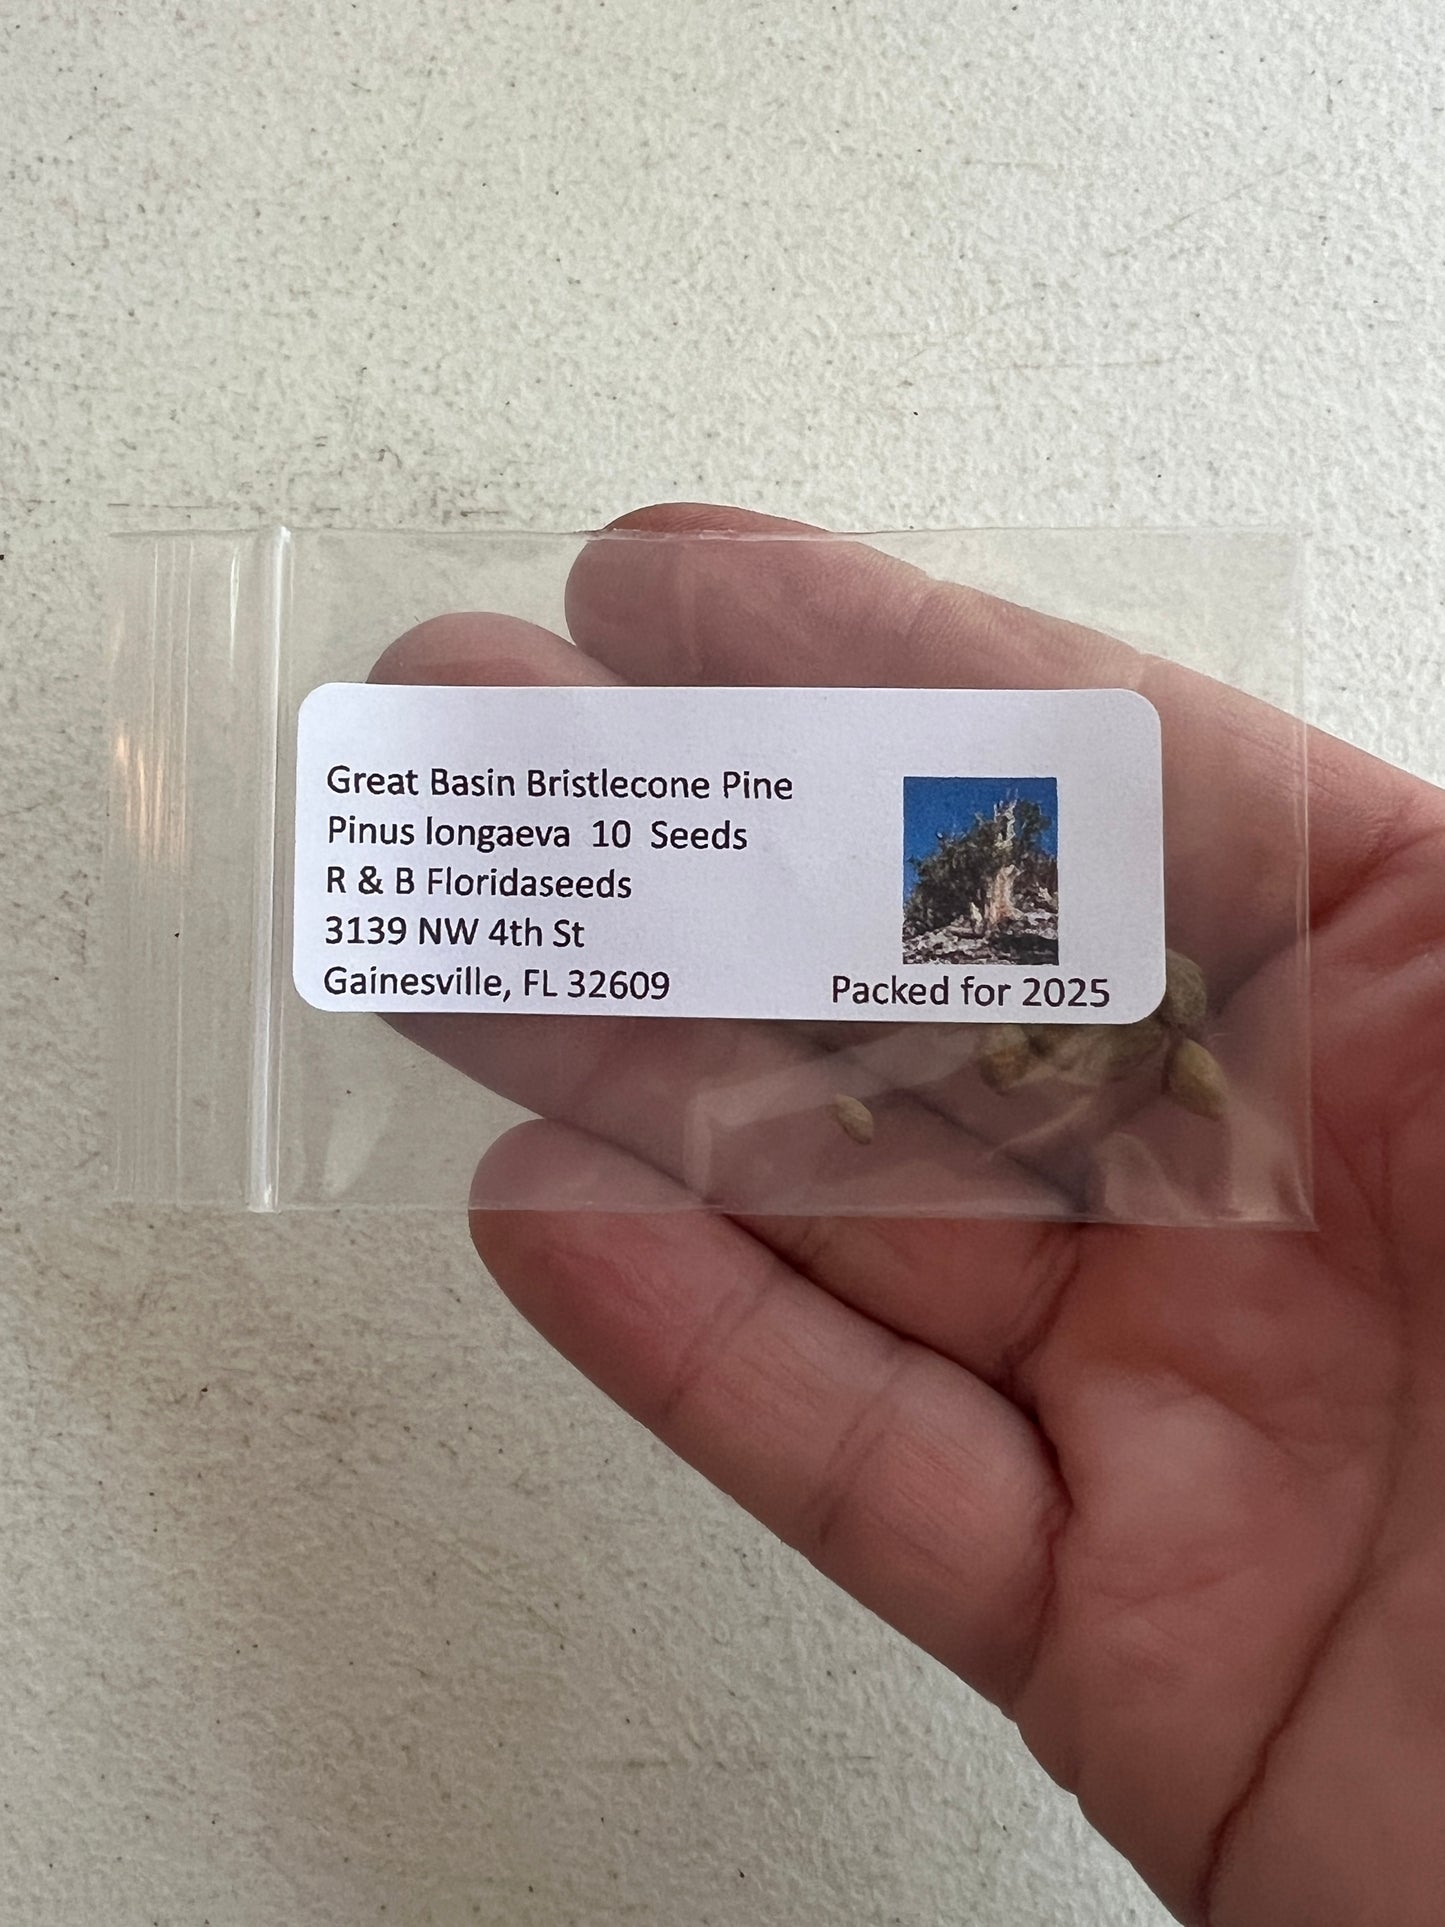 Great Basin Bristlecone Pine
Pinus longaeva 10 Seeds
R & B Floridaseeds
3139 NW 4th St
Gainesville, FL 32609
Packed for 2025